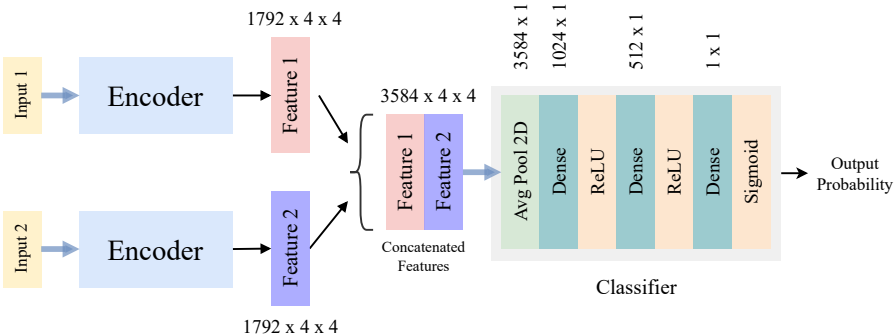 1792 x 4 x 4
Input 1
Encoder
Feature 1
3584 x 4 x 4
Feature 1
Feature 2
Concatenated
Features
Input 2
Encoder
Feature 2
1792 x 4 x 4
3584 x 1
1024 x 1
512 x 1
1 x 1
Avg Pool 2D
Dense
ReLU
Dense
ReLU
Dense
Sigmoid
Classifier
Output
Probability